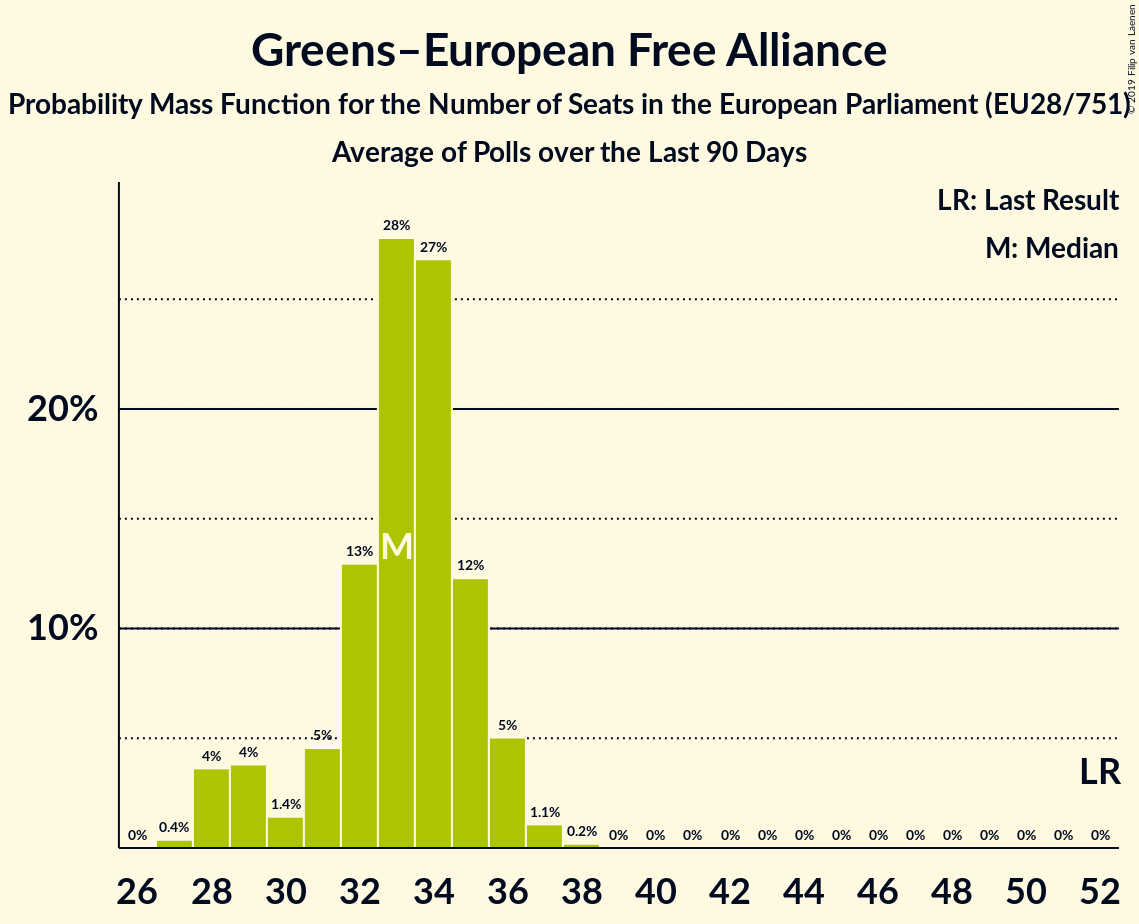 Greens–European Free Alliance
Probability Mass Function for the Number of Seats in the European Parliament (EU28/751)
Average of Polls over the Last 90 Days
© 2019 Filip van Laenen
LR: Last Result
M: Median
28%
27%
20%
13%
M
12%
10%
5%
5%
4%
4%
LR
1.4%
1.1%
0%
0.4%
0.2%
0% 0% 0% 0% 0% 0% 0% 0% 0% 0% 0% 0% 0% 0%
26 28 30 32 34 36 38 40 42 44 46 48 50 52